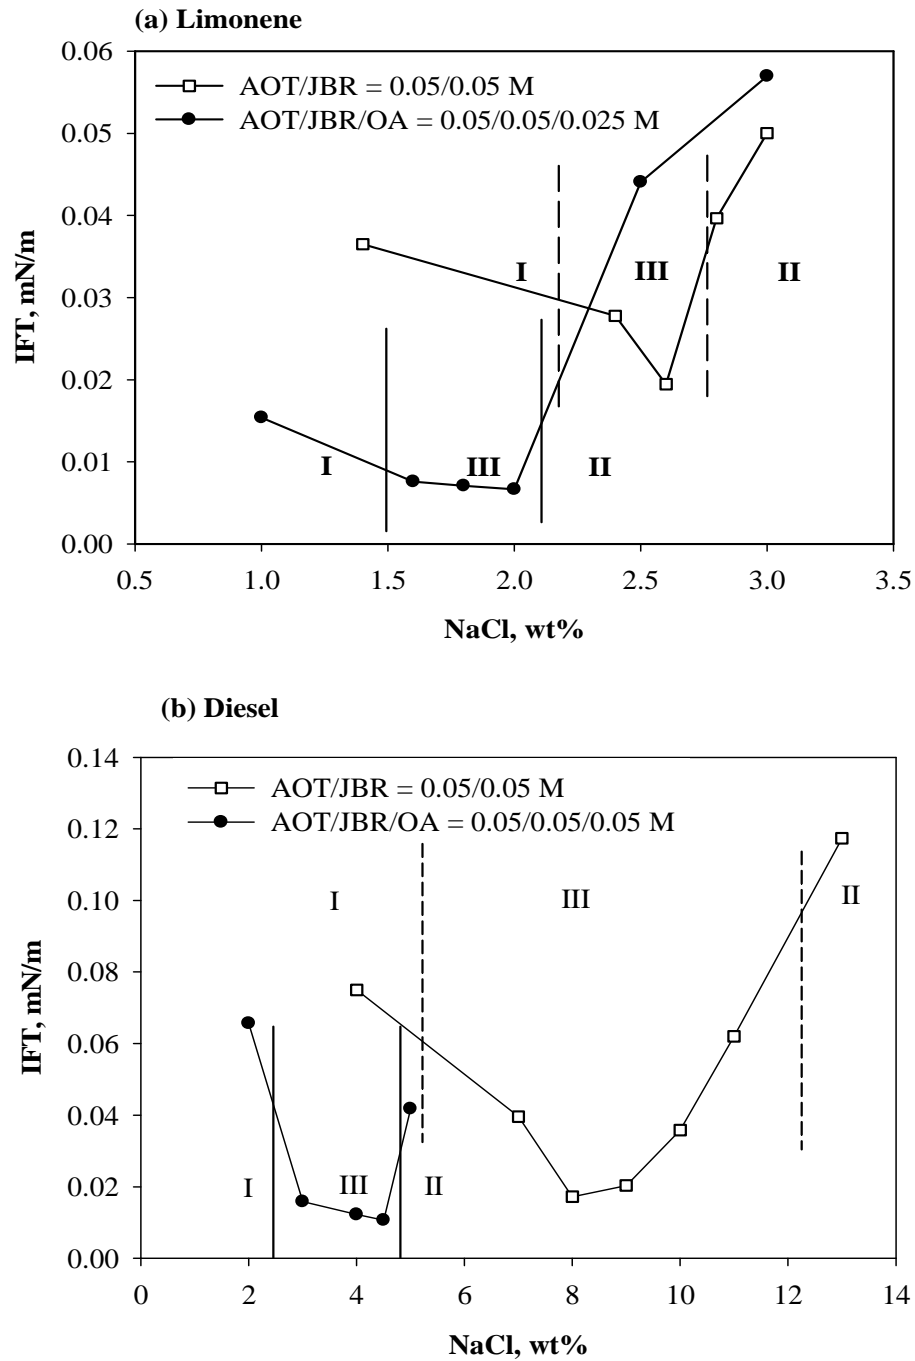 (a) Limonene
0.06
0.05
0.04
0.03
0.02
0.01
0.00
IFT, mN/m
AOT/JBR = 0.05/0.05 M
AOT/JBR/OA = 0.05/0.05/0.025 M
I III II
I III II
0.5 1.0 1.5 2.0 2.5 3.0 3.5
NaCl, wt%
(b) Diesel
0.14
0.12
0.10
0.08
0.06
0.04
0.02
0.00
IFT, mN/m
AOT/JBR = 0.05/0.05 M
AOT/JBR/OA = 0.05/0.05/0.05 M
I III II
I III II
0 2 4 6 8 10 12 14
NaCl, wt%